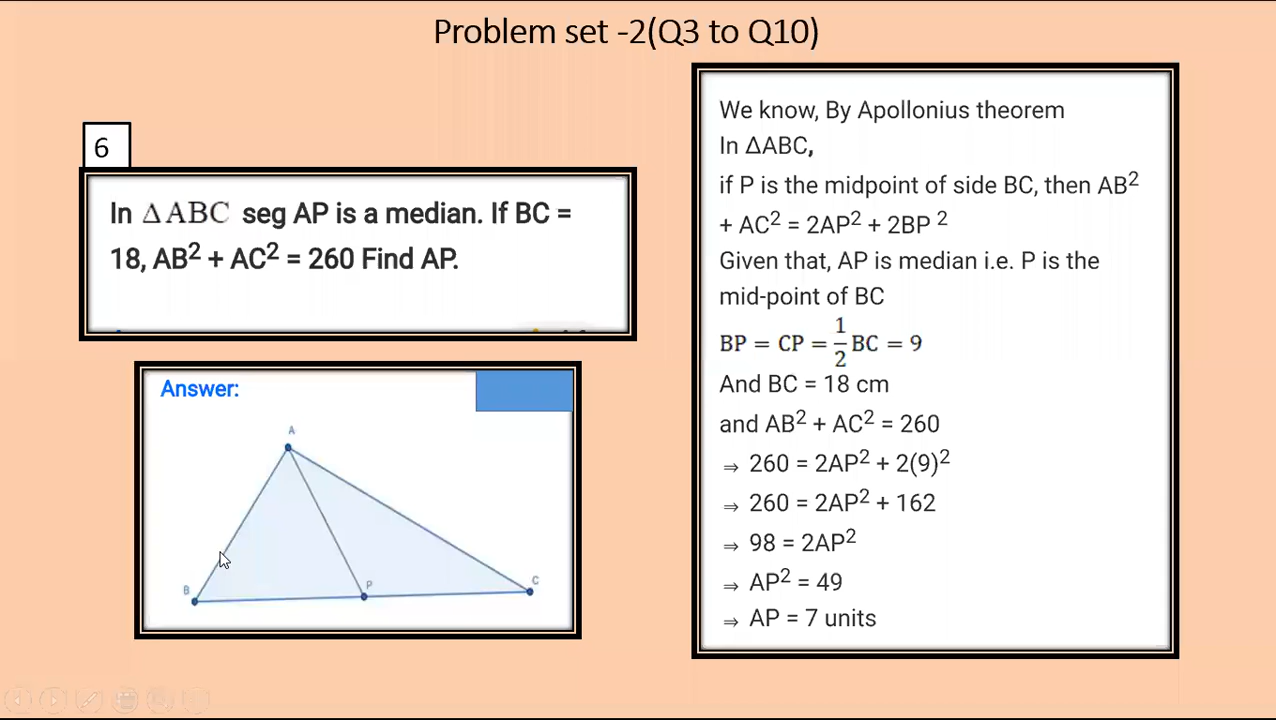 Problem set -2(Q3 to Q10)
6
In ΔABC seg AP is a median. If BC =
18, AB² + AC² = 260 Find AP.
Answer:
A
B
P
C
We know, By Apollonius theorem
In ΔABC,
if P is the midpoint of side BC, then AB²
+ AC² = 2AP² + 2BP ²
Given that, AP is median i.e. P is the
mid-point of BC
BP = CP = 1/2 BC = 9
And BC = 18 cm
and AB² + AC² = 260
⇒ 260 = 2AP² + 2(9)²
⇒ 260 = 2AP² + 162
⇒ 98 = 2AP²
⇒ AP² = 49
⇒ AP = 7 units